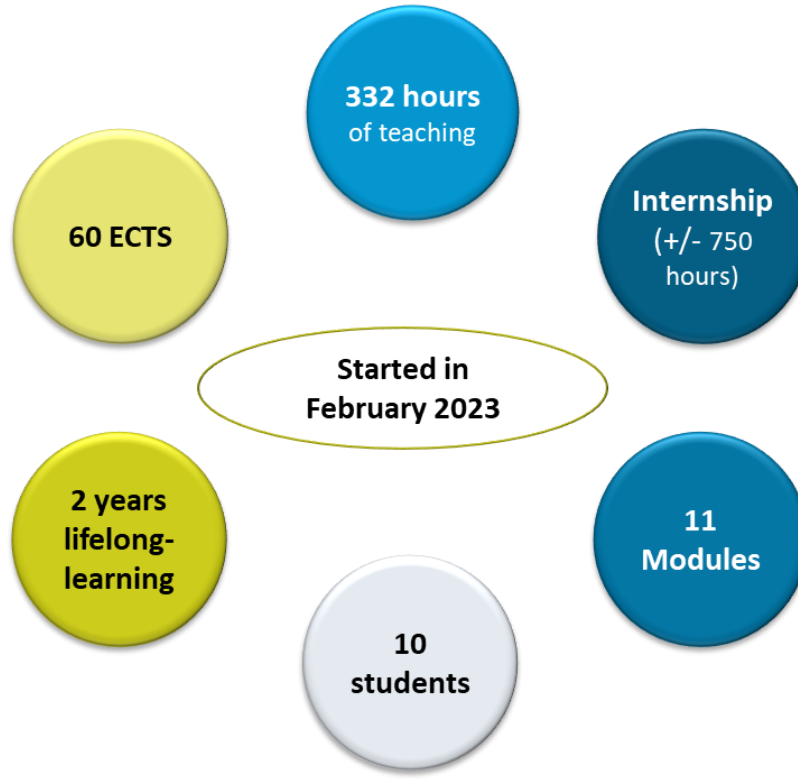 332 hours
of teaching
Internship
(+/- 750
hours)
11
Modules
10
students
2 years
lifelong-
learning
60 ECTS
Started in
February 2023